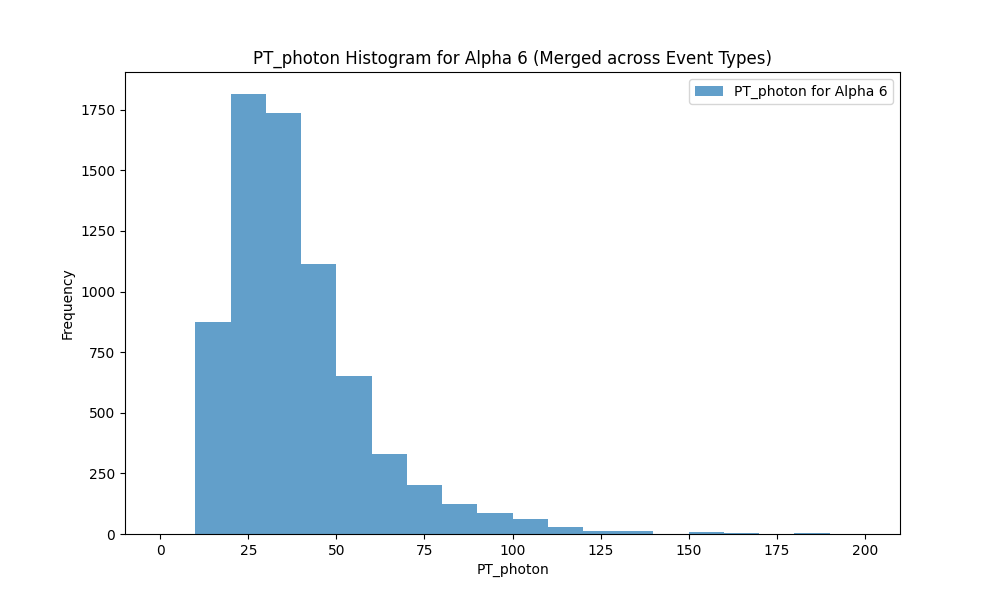 PT_photon Histogram for Alpha 6 (Merged across Event Types)
PT_photon for Alpha 6
1750
1500
1250
1000
750
500
250
0
Frequency
0 25 50 75 100 125 150 175 200
PT_photon